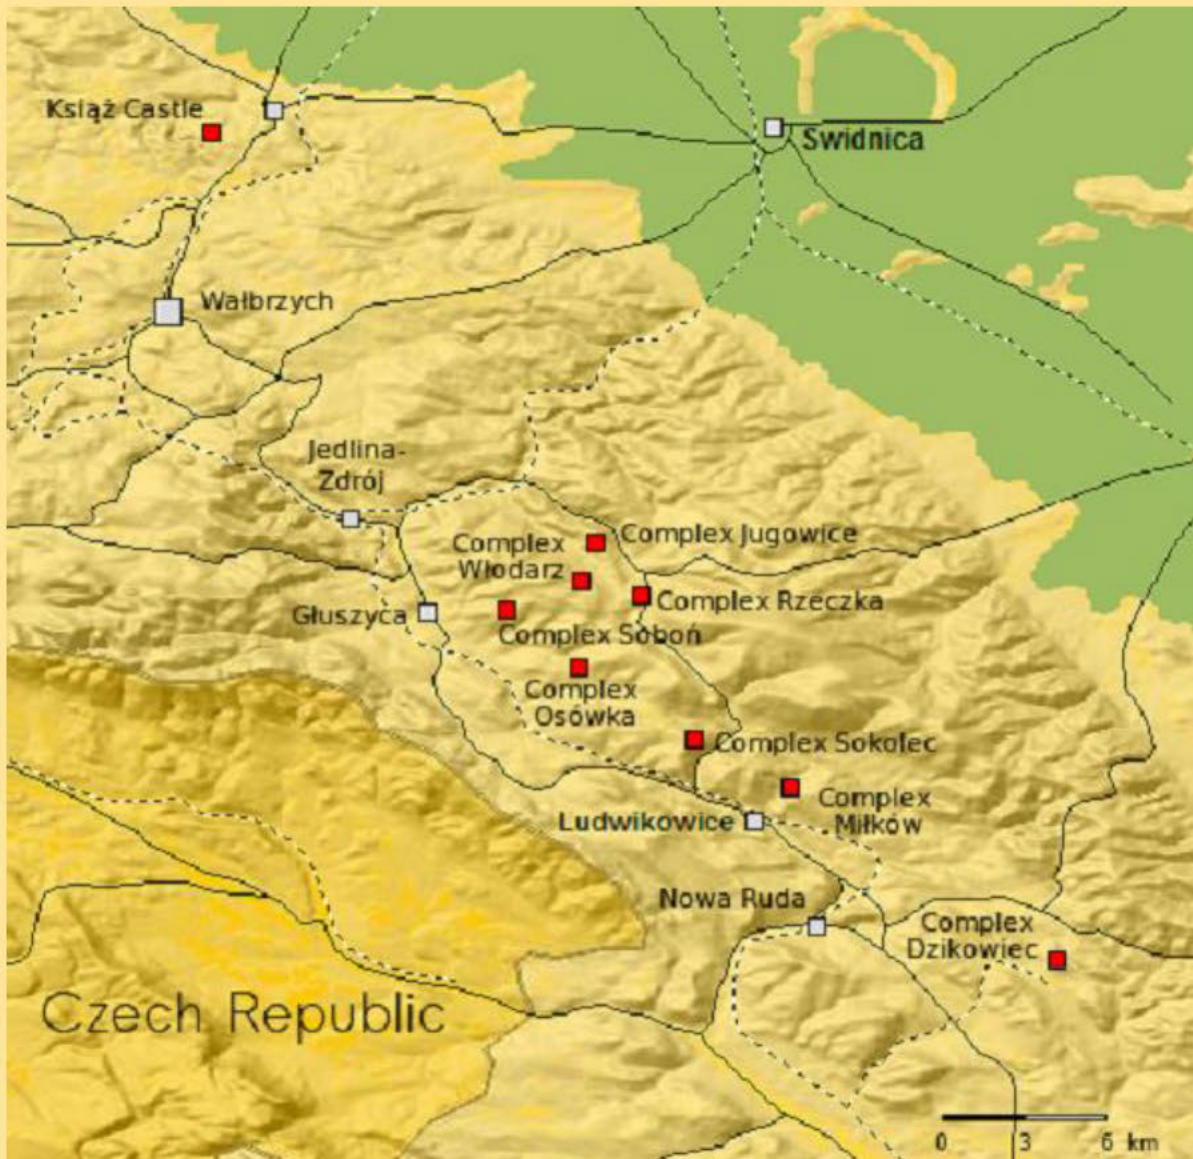 Książ Castle
Swidnica
Wałbrzych
Jedlina-
Zdrój
Complex Jugowice
Complex
Włodarz
Complex Rzeczka
Głuszyca
Complex Soboń
Complex
Osówka
Complex Sokolec
Complex
Miłków
Ludwikowice
Nowa Ruda
Complex
Dzikowiec
Czech Republic
0 3 6 km